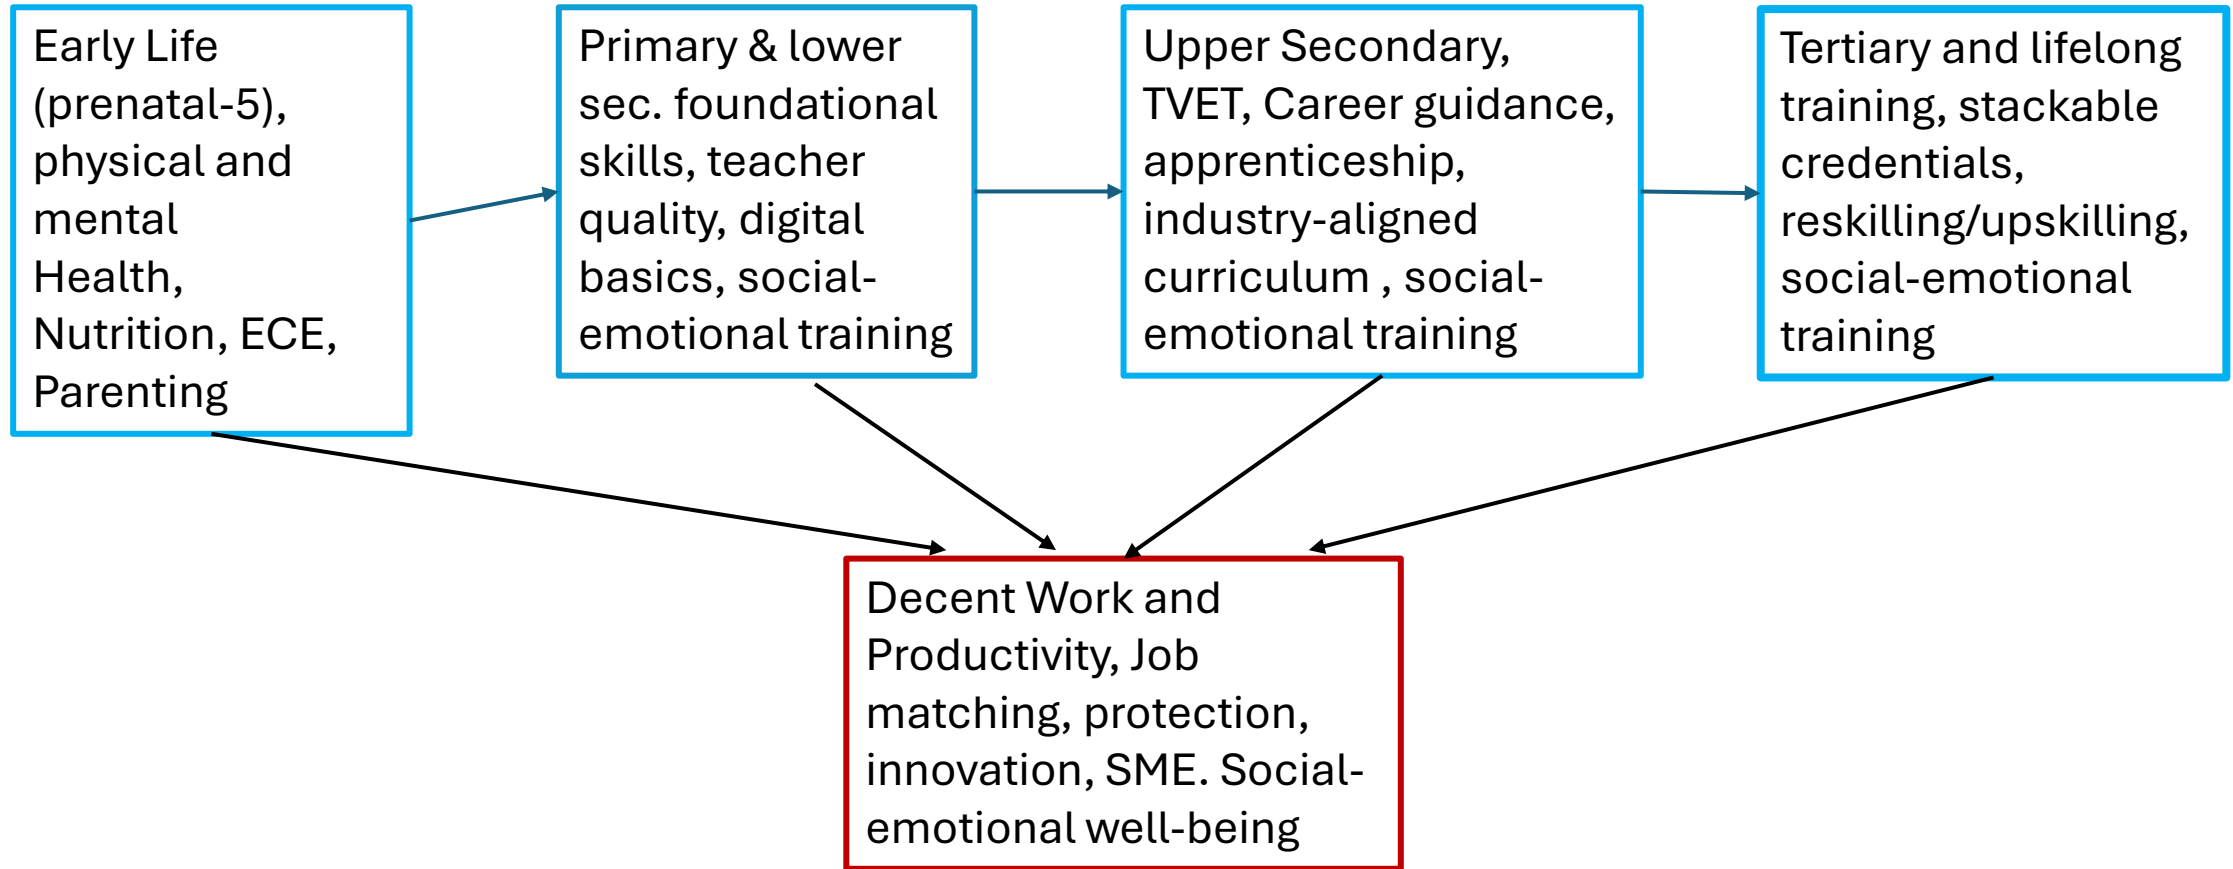 Early Life
(prenatal-5),
physical and
mental
Health,
Nutrition, ECE,
Parenting
Primary & lower
sec. foundational
skills, teacher
quality, digital
basics, social-
emotional training
Upper Secondary,
TVET, Career guidance,
apprenticeship,
industry-aligned
curriculum , social-
emotional training
Tertiary and lifelong
training, stackable
credentials,
reskilling/upskilling,
social-emotional
training
Decent Work and
Productivity, Job
matching, protection,
innovation, SME. Social-
emotional well-being